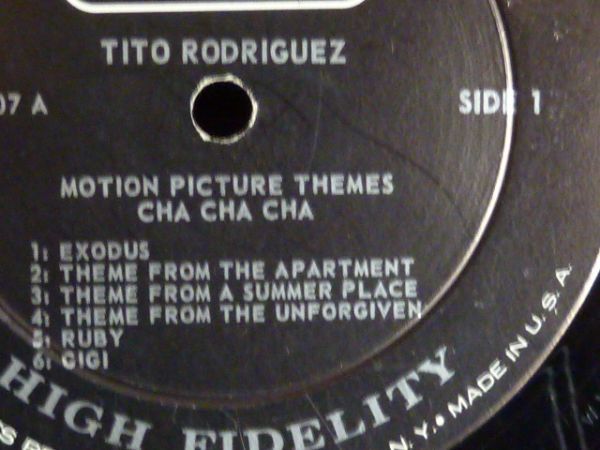 TITO RODRIGUEZ
07 A
SIDE 1
MOTION PICTURE THEMES
CHA CHA CHA
1: EXODUS
2: THEME FROM THE APARTMENT
3: THEME FROM A SUMMER PLACE
4: THEME FROM THE UNFORGIVEN
5: RUBY
6: GIGI
HIGH FIDELITY
N.Y. • MADE IN U.S.A.